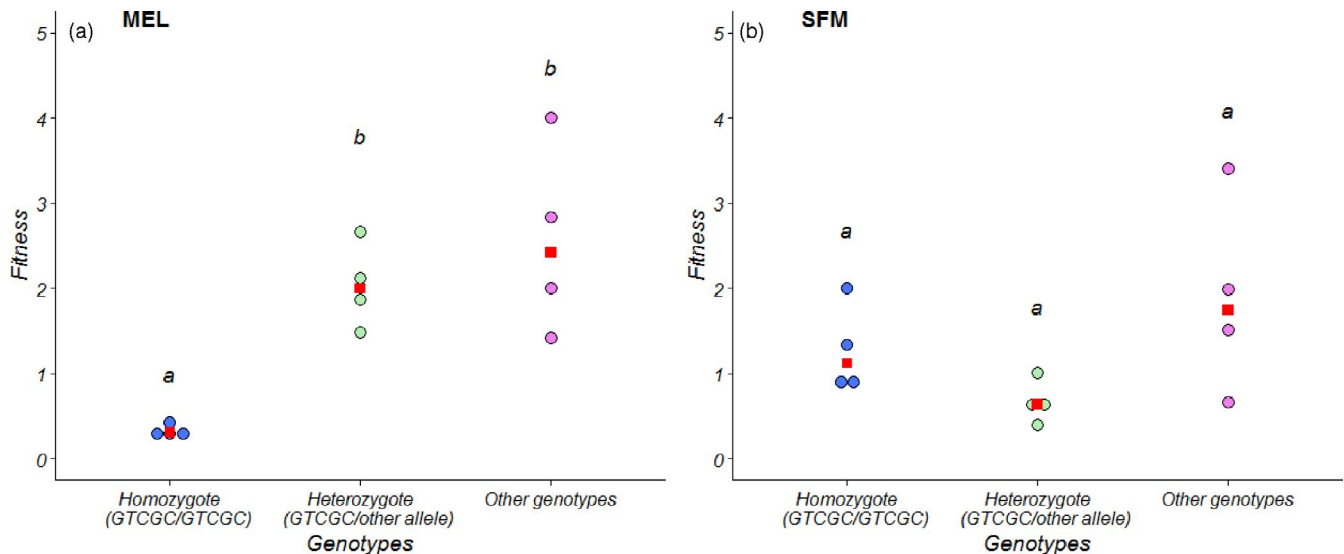 (a) MEL
5
4
3
2
1
0
Fitness
a
b
b
Homozygote
(GTCGC/GTCGC)
Heterozygote
(GTCGC/other allele)
Other genotypes
Genotypes
(b) SFM
5
4
3
2
1
0
Fitness
a
a
a
Homozygote
(GTCGC/GTCGC)
Heterozygote
(GTCGC/other allele)
Other genotypes
Genotypes